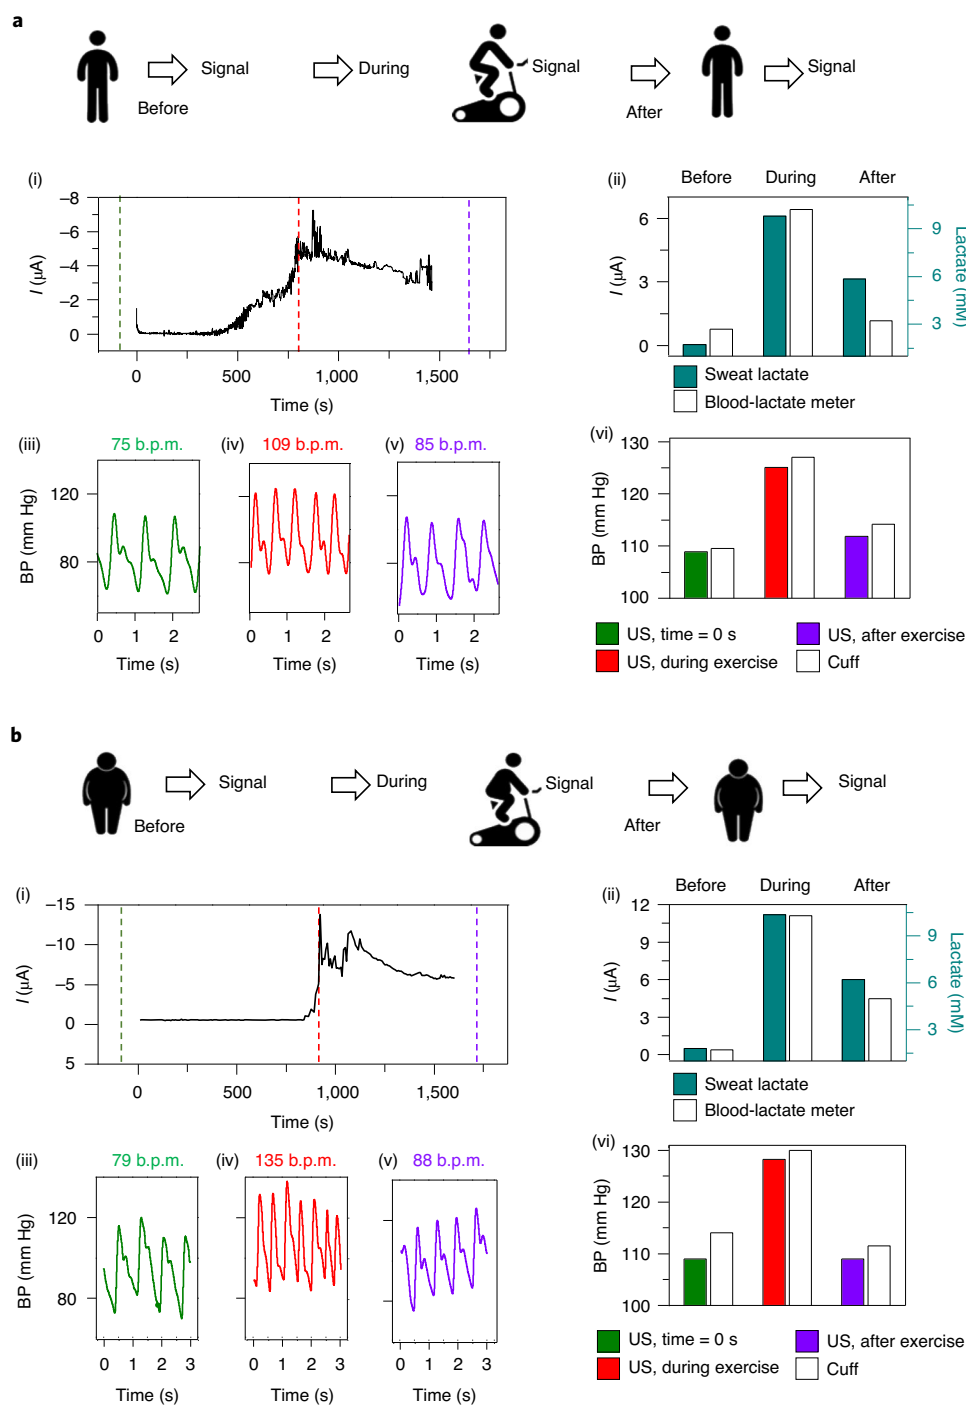 a
Signal
During
Signal
Signal
Before
After
(i)
–8
–6
–4
–2
0
I (μA)
0
500
1,000
1,500
Time (s)
(ii)
Before
During
After
6
3
0
I (μA)
9
6
3
Lactate (mM)
Sweat lactate
Blood-lactate meter
(iii)
75 b.p.m.
(iv)
109 b.p.m.
(v)
85 b.p.m.
120
80
BP (mm Hg)
0 1 2
0 1 2
0 1 2
Time (s)
Time (s)
Time (s)
(vi)
130
120
110
100
BP (mm Hg)
US, time = 0 s
US, after exercise
US, during exercise
Cuff
b
Signal
During
Signal
Signal
Before
After
(i)
–15
–10
–5
0
5
I (μA)
0
500
1,000
1,500
Time (s)
(ii)
Before
During
After
12
9
6
3
0
I (μA)
9
6
3
Lactate (mM)
Sweat lactate
Blood-lactate meter
(iii)
79 b.p.m.
(iv)
135 b.p.m.
(v)
88 b.p.m.
120
80
BP (mm Hg)
0 1 2 3
0 1 2 3
0 1 2 3
Time (s)
Time (s)
Time (s)
(vi)
130
120
110
100
BP (mm Hg)
US, time = 0 s
US, after exercise
US, during exercise
Cuff